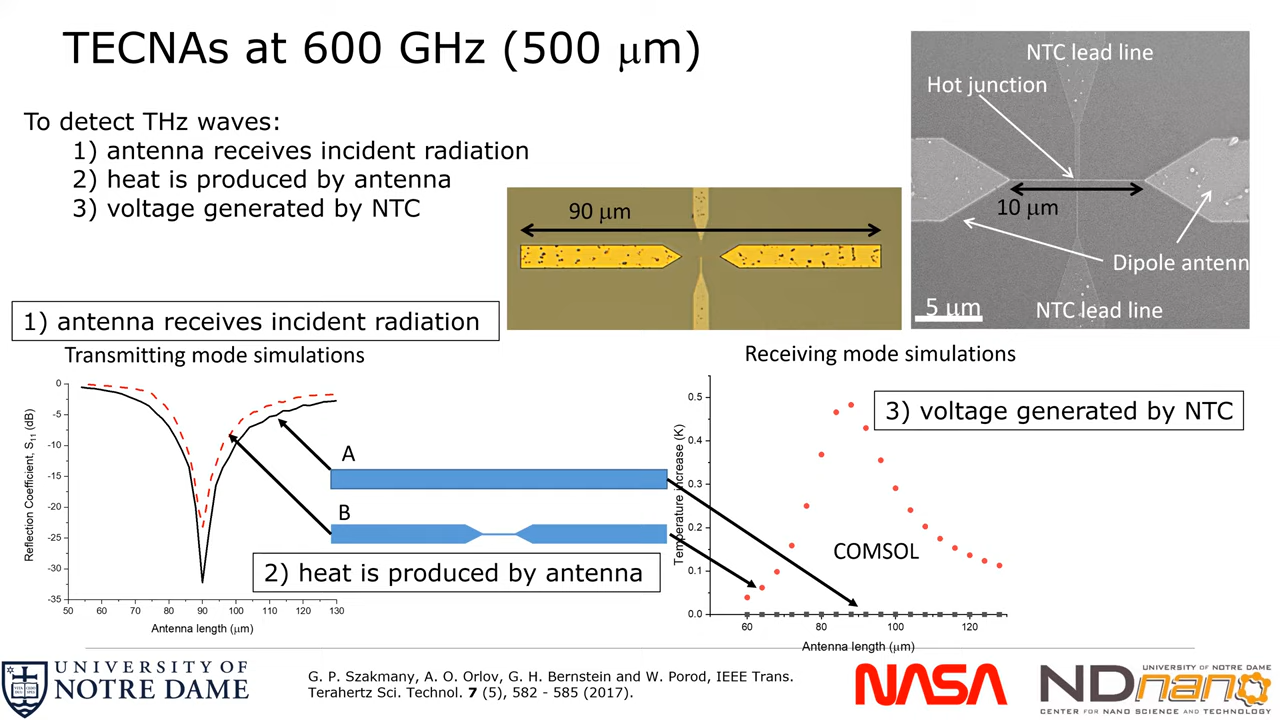 TECNAs at 600 GHz (500 μm)
To detect THz waves:
1) antenna receives incident radiation
2) heat is produced by antenna
3) voltage generated by NTC
90 μm
NTC lead line
Hot junction
10 μm
Dipole antenn
5 μm
NTC lead line
1) antenna receives incident radiation
Transmitting mode simulations
0
-5
-10
-15
-20
-25
-30
-35
Reflection Coefficient, S11 (dB)
50 60 70 80 90 100 110 120 130
Antenna length (μm)
A
B
2) heat is produced by antenna
Receiving mode simulations
3) voltage generated by NTC
0.5
0.4
0.3
0.2
0.1
0.0
Temperature increase (K)
COMSOL
60 80 100 120
Antenna length (μm)
UNIVERSITY OF
NOTRE DAME
G. P. Szakmany, A. O. Orlov, G. H. Bernstein and W. Porod, IEEE Trans.
Terahertz Sci. Technol. 7 (5), 582 - 585 (2017).
NASA
UNIVERSITY OF NOTRE DAME
NDnano
CENTER FOR NANO SCIENCE AND TECHNOLOGY